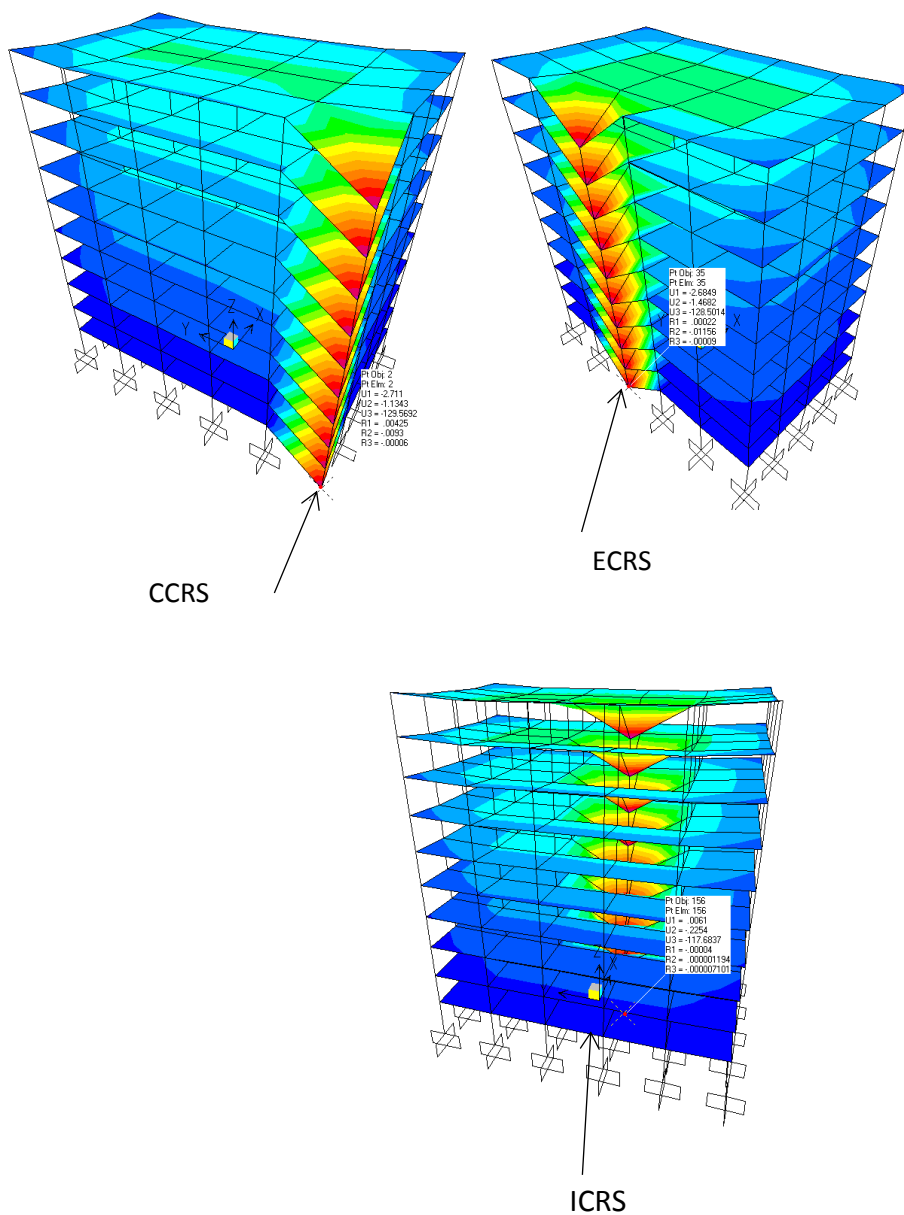 Z
X
Y
Pt Obj: 2
Pt Elm: 2
U1 = -2.711
U2 = -1.1343
U3 = -129.5692
R1 = .00425
R2 = -.0093
R3 = -.00006
CCRS
Pt Obj: 35
Pt Elm: 35
U1 = -2.6849
U2 = -1.4682
U3 = -128.5014
R1 = .00022
R2 = -.01156
R3 = -.00009
X
ECRS
Pt Obj: 156
Pt Elm: 156
U1 = .0061
U2 = -.2254
U3 = -117.6837
R1 = -.00004
R2 = .000001194
R3 = -.000007101
Z
X
ICRS